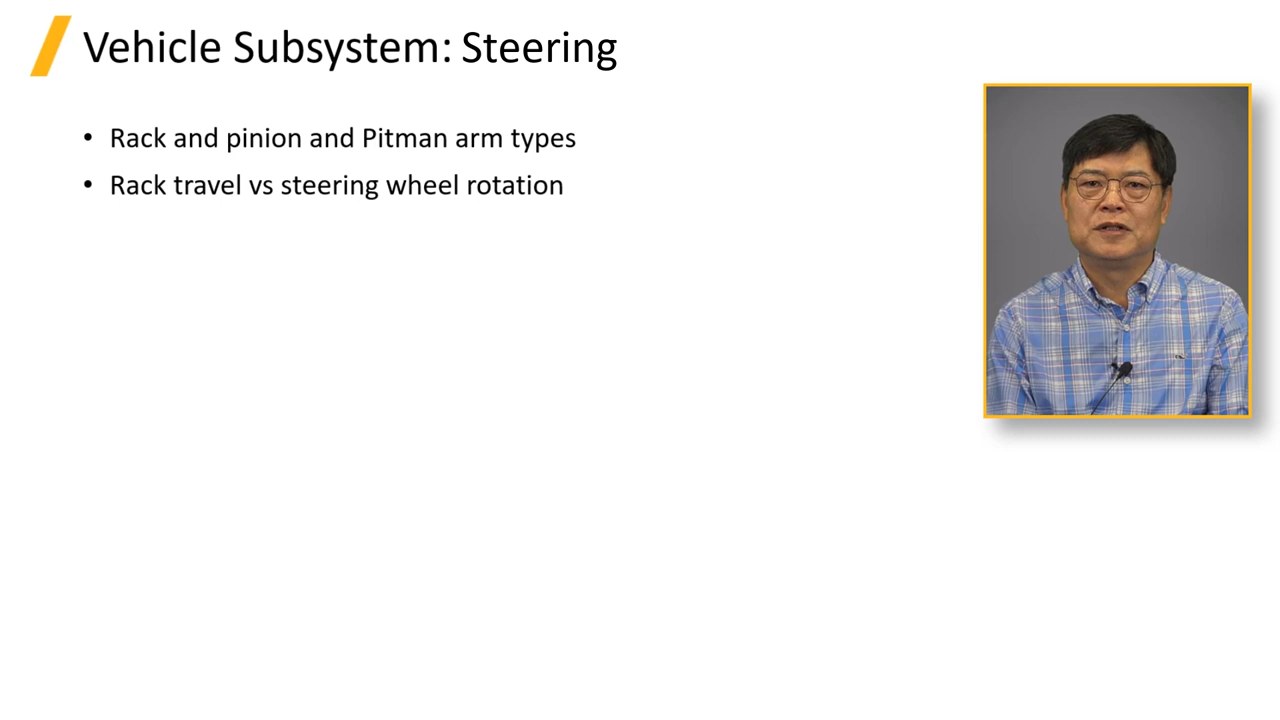 Vehicle Subsystem: Steering
• Rack and pinion and Pitman arm types
• Rack travel vs steering wheel rotation